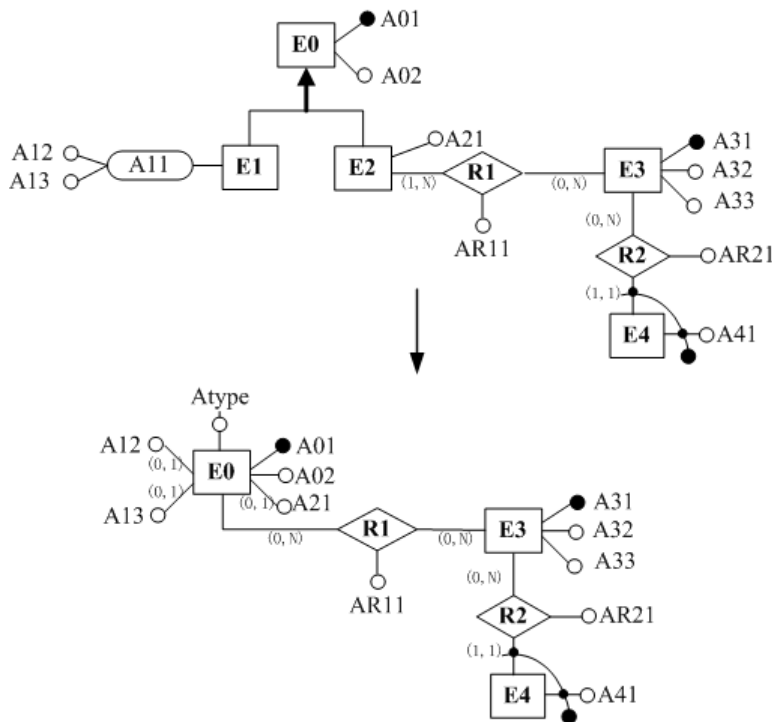 A01
E0
A02
A12
A11
E1
A13
A21
E2
(1, N)
R1
(0, N)
AR11
A31
E3
A32
A33
(0, N)
R2
AR21
(1, 1)
E4
A41
Atype
A12
(0, 1)
E0
A01
A02
(0, 1)
(0, 1)
A21
A13
(0, N)
R1
(0, N)
AR11
A31
E3
A32
A33
(0, N)
R2
AR21
(1, 1)
E4
A41